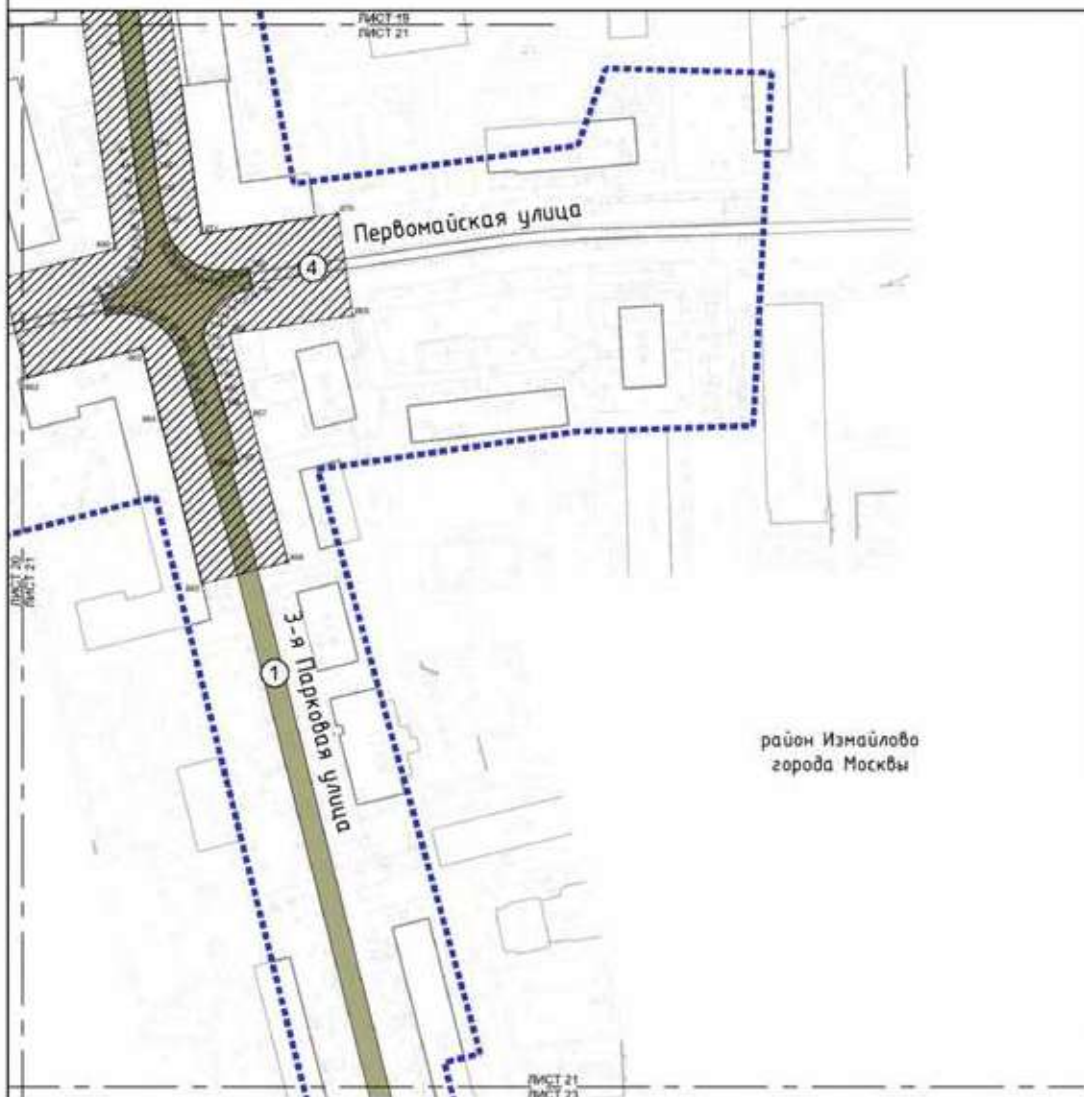 ЛИСТ 19
ЛИСТ 21
Первомайская улица
4
ЛИСТ 20
ЛИСТ 21
3-я Парковая улица
1
район Измайлово
города Москвы
ЛИСТ 21
ЛИСТ 23